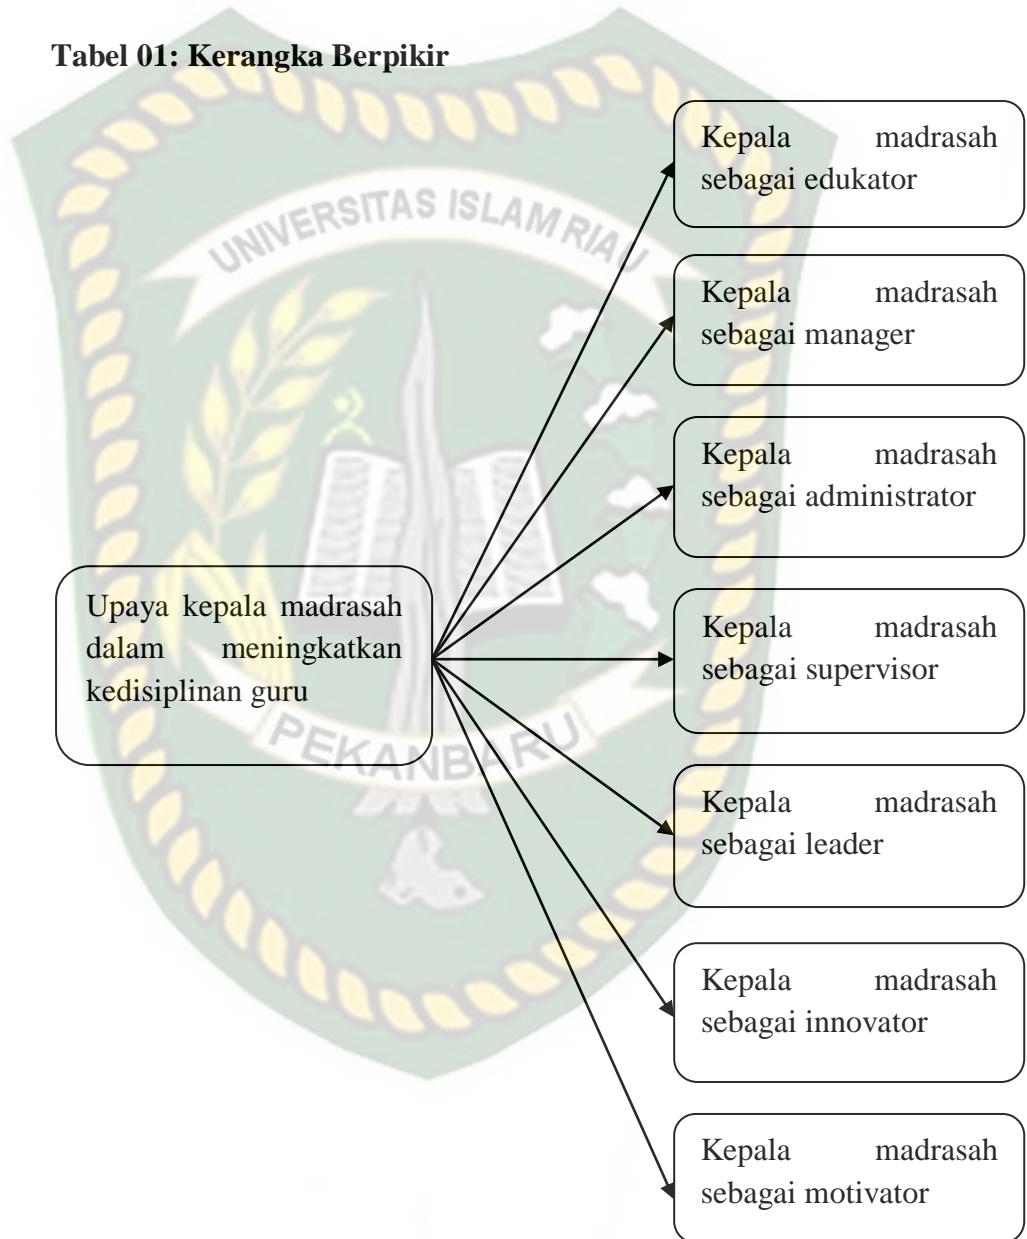 Tabel 01: Kerangka Berpikir
UNIVERSITAS ISLAM RIAU
Kepala madrasah
sebagai edukator
Kepala madrasah
sebagai manager
Kepala madrasah
sebagai administrator
Upaya kepala madrasah
dalam meningkatkan
kedisiplinan guru
Kepala madrasah
sebagai supervisor
PEKANBARU
Kepala madrasah
sebagai leader
Kepala madrasah
sebagai innovator
Kepala madrasah
sebagai motivator